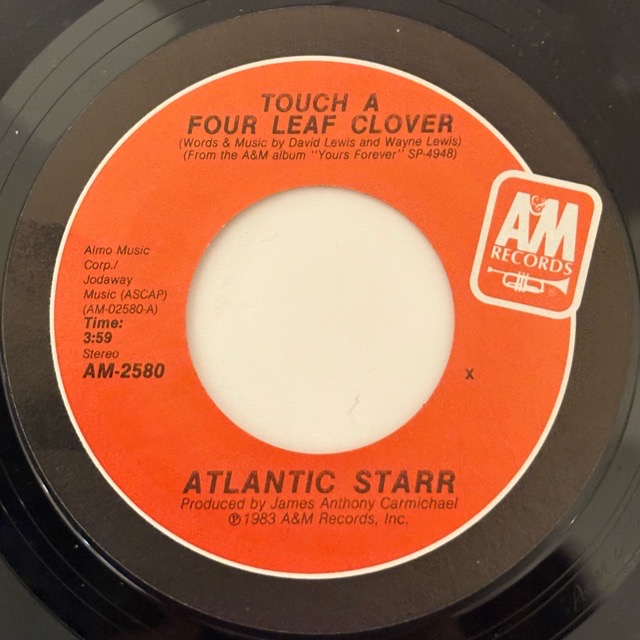 TOUCH A
FOUR LEAF CLOVER
(Words & Music by David Lewis and Wayne Lewis)
(From the A&M album "Yours Forever" SP-4948)
A&M
RECORDS
Almo Music
Corp./
Jodaway
Music (ASCAP)
(AM-02580-A)
Time:
3:59
Stereo
AM-2580
X
ATLANTIC STARR
Produced by James Anthony Carmichael
℗1983 A&M Records, Inc.